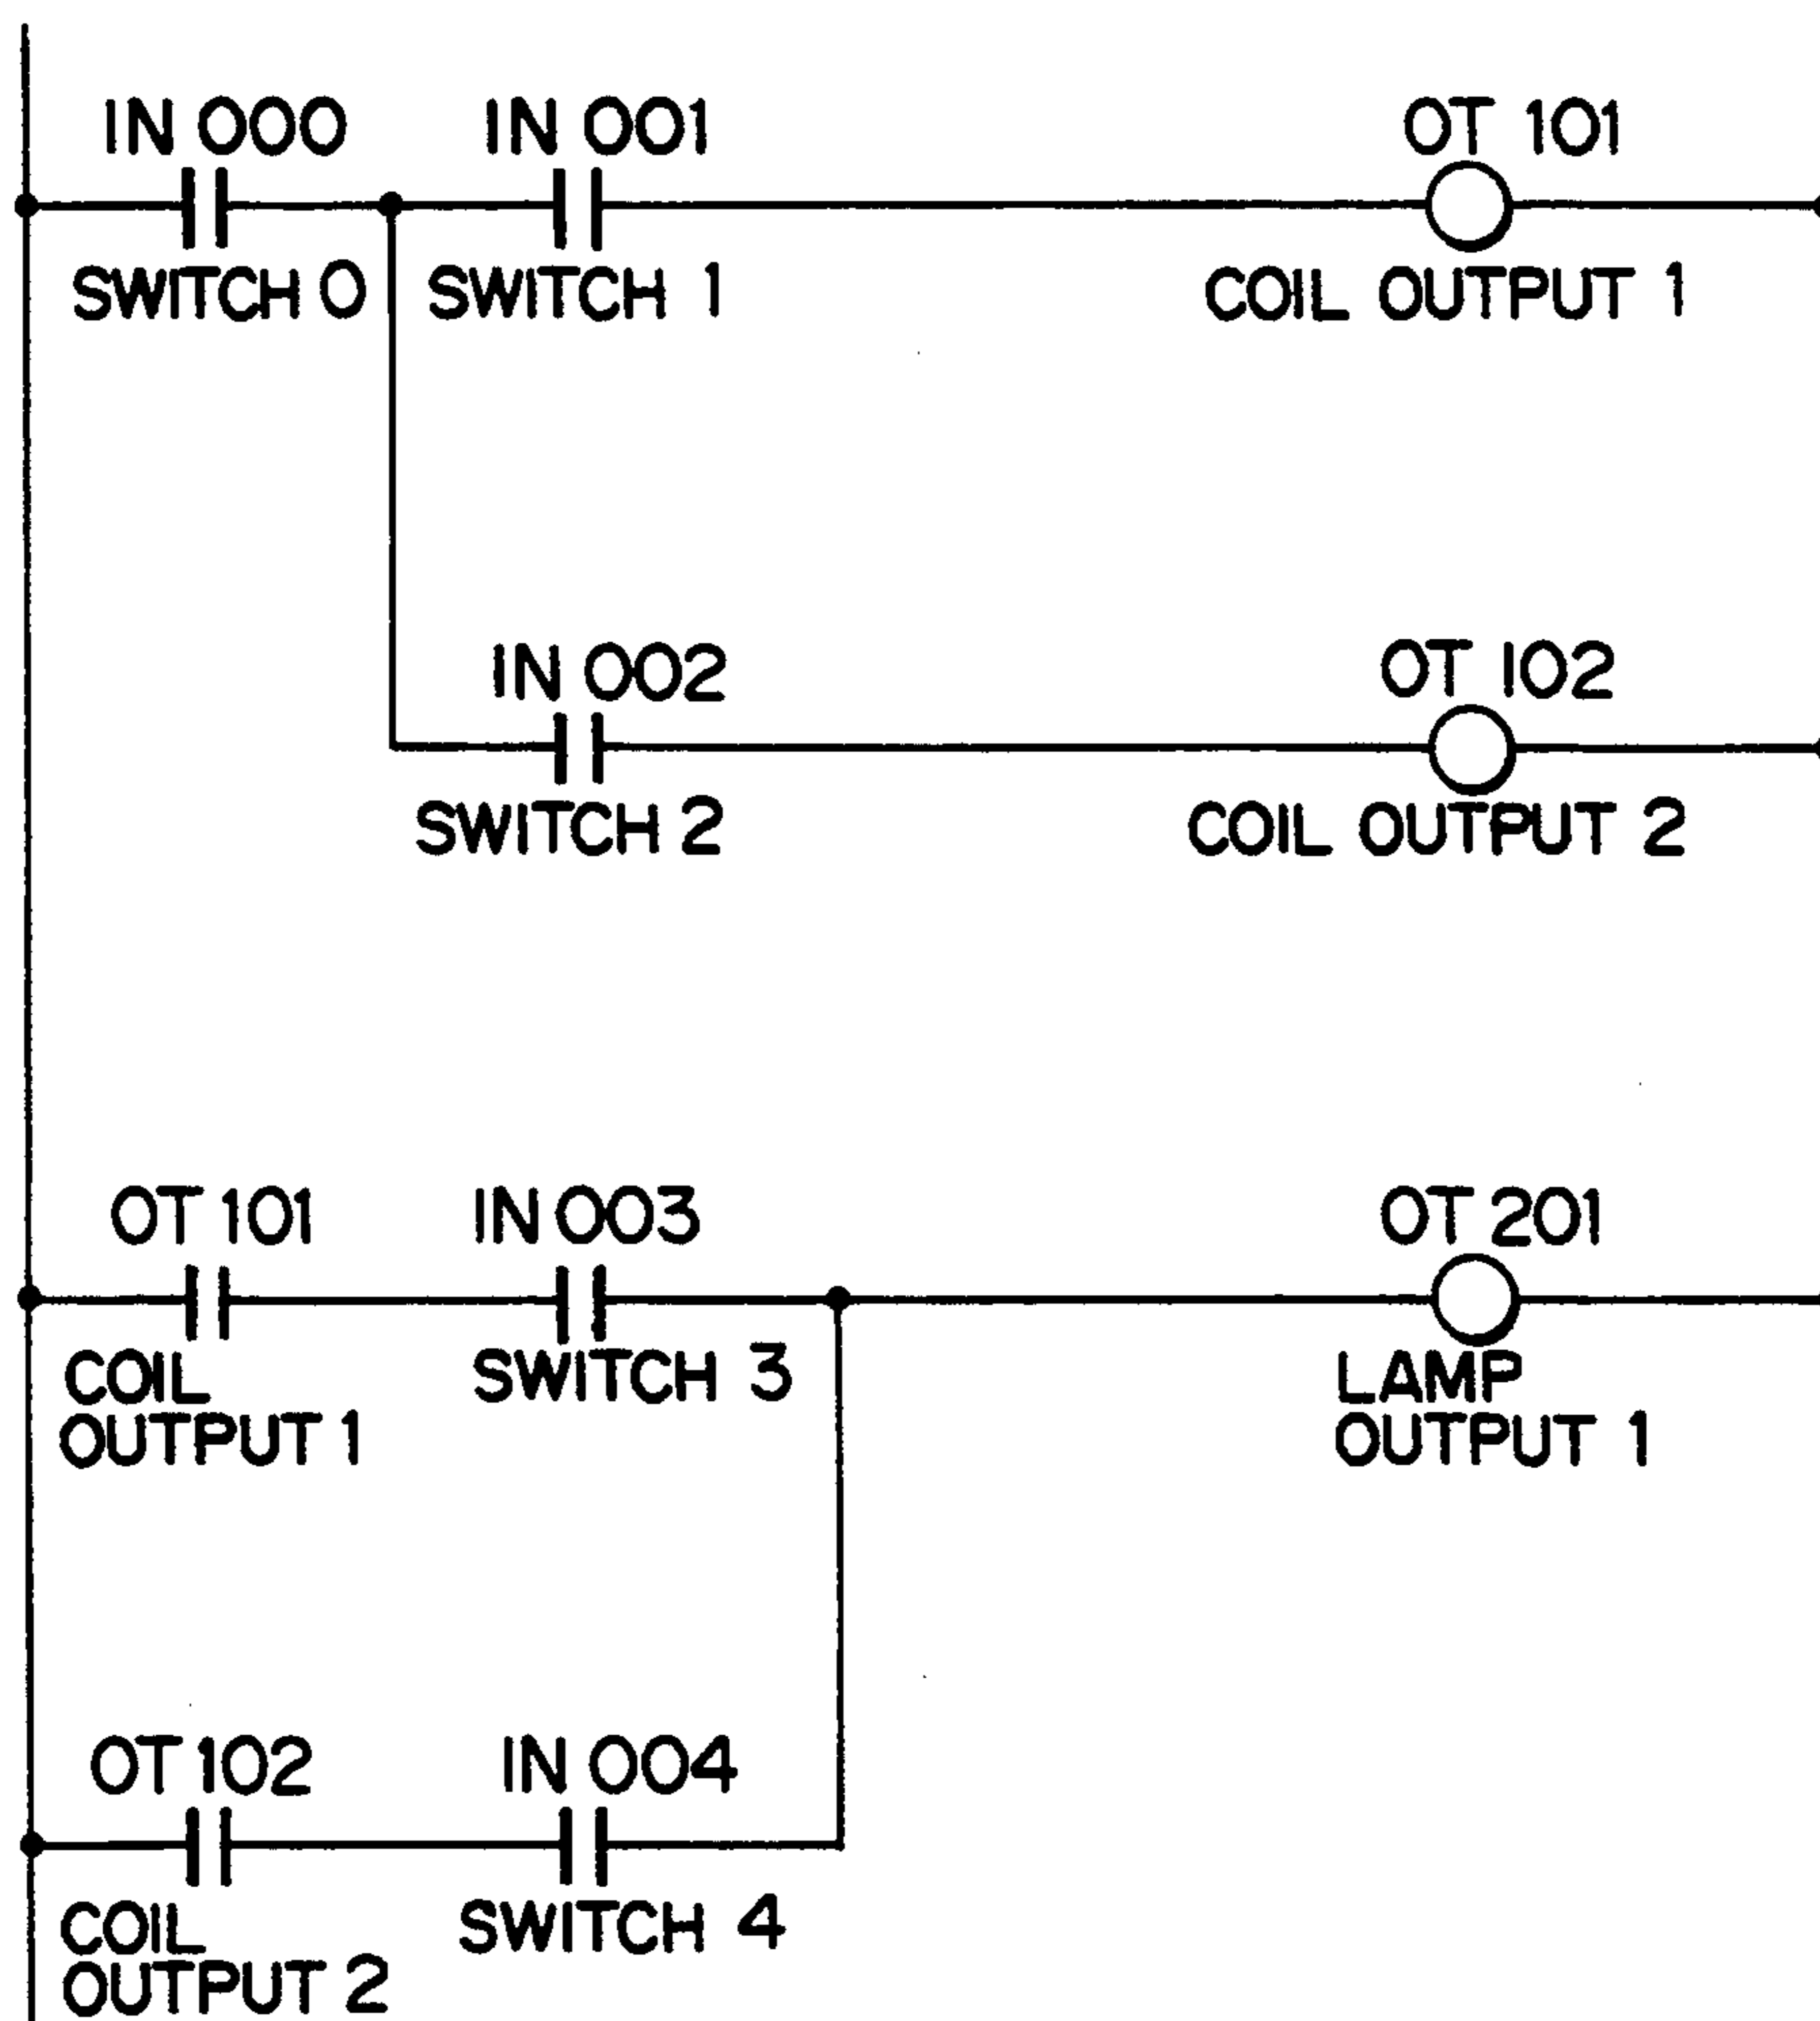 IN 000 IN 001 OT 101
SWITCH 0 SWITCH 1 COIL OUTPUT 1
IN 002 OT 102
SWITCH 2 COIL OUTPUT 2
OT 101 IN 003 OT 201
COIL
OUTPUT 1
SWITCH 3
LAMP
OUTPUT 1
OT 102 IN 004
COIL
OUTPUT 2
SWITCH 4